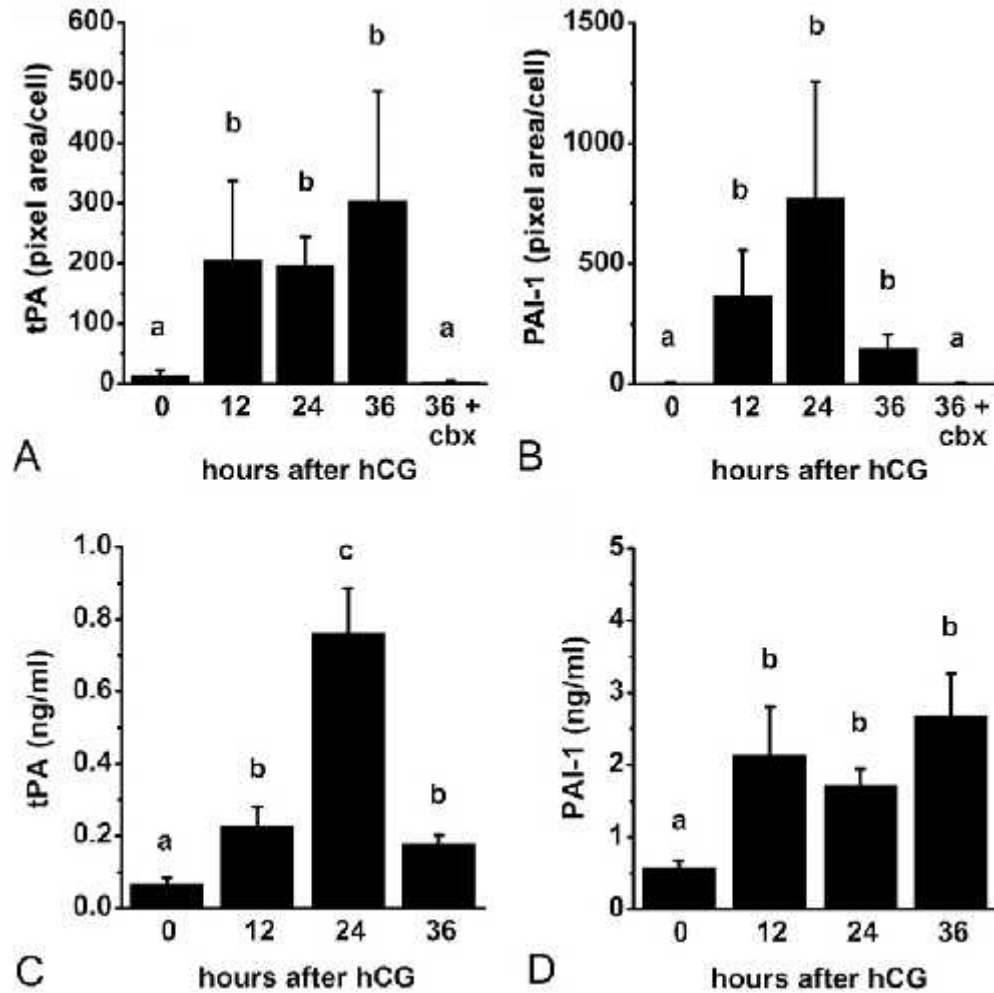 600
500
400
300
200
100
0
tPA (pixel area/cell)
a
b
b
b
a
0 12 24 36 36 +
cbx
hours after hCG
A
1500
1000
500
0
PAI-1 (pixel area/cell)
a
b
b
b
a
0 12 24 36 36 +
cbx
hours after hCG
B
1.0
0.8
0.6
0.4
0.2
0.0
tPA (ng/ml)
a
b
c
b
0 12 24 36
hours after hCG
C
5
4
3
2
1
0
PAI-1 (ng/ml)
a
b
b
b
0 12 24 36
hours after hCG
D